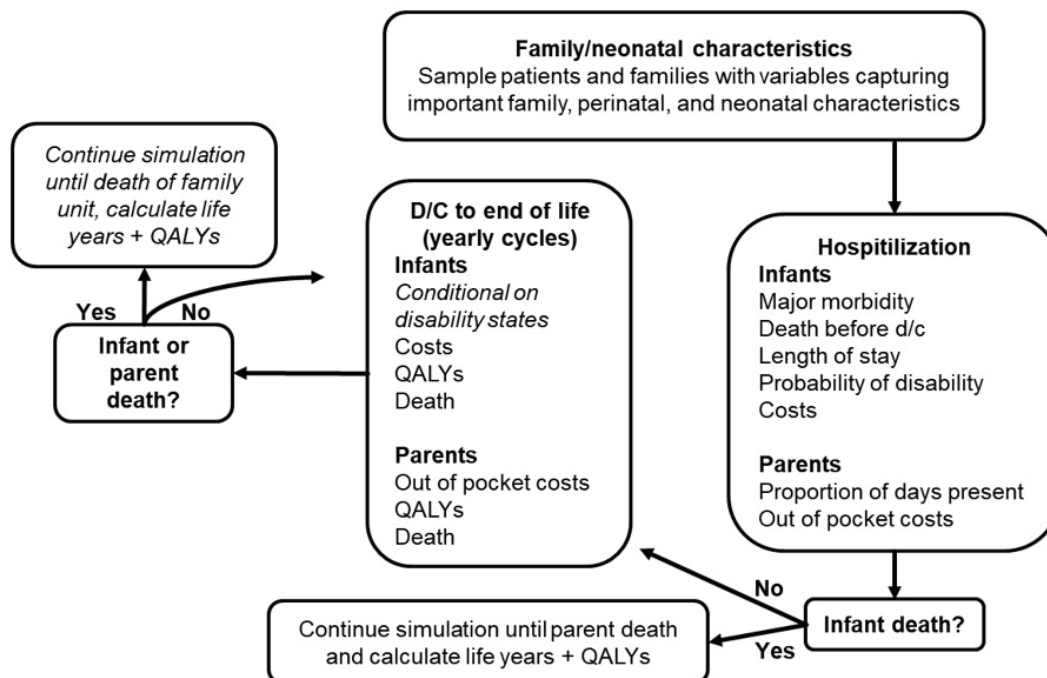 Family/neonatal characteristics
Sample patients and families with variables capturing
important family, perinatal, and neonatal characteristics
Hospitilization
Infants
Major morbidity
Death before d/c
Length of stay
Probability of disability
Costs
Parents
Proportion of days present
Out of pocket costs
Infant death?
No
Yes
Continue simulation until parent death
and calculate life years + QALYs
D/C to end of life
(yearly cycles)
Infants
Conditional on
disability states
Costs
QALYs
Death
Parents
Out of pocket costs
QALYs
Death
Infant or
parent
death?
Yes
No
Continue simulation
until death of family
unit, calculate life
years + QALYs